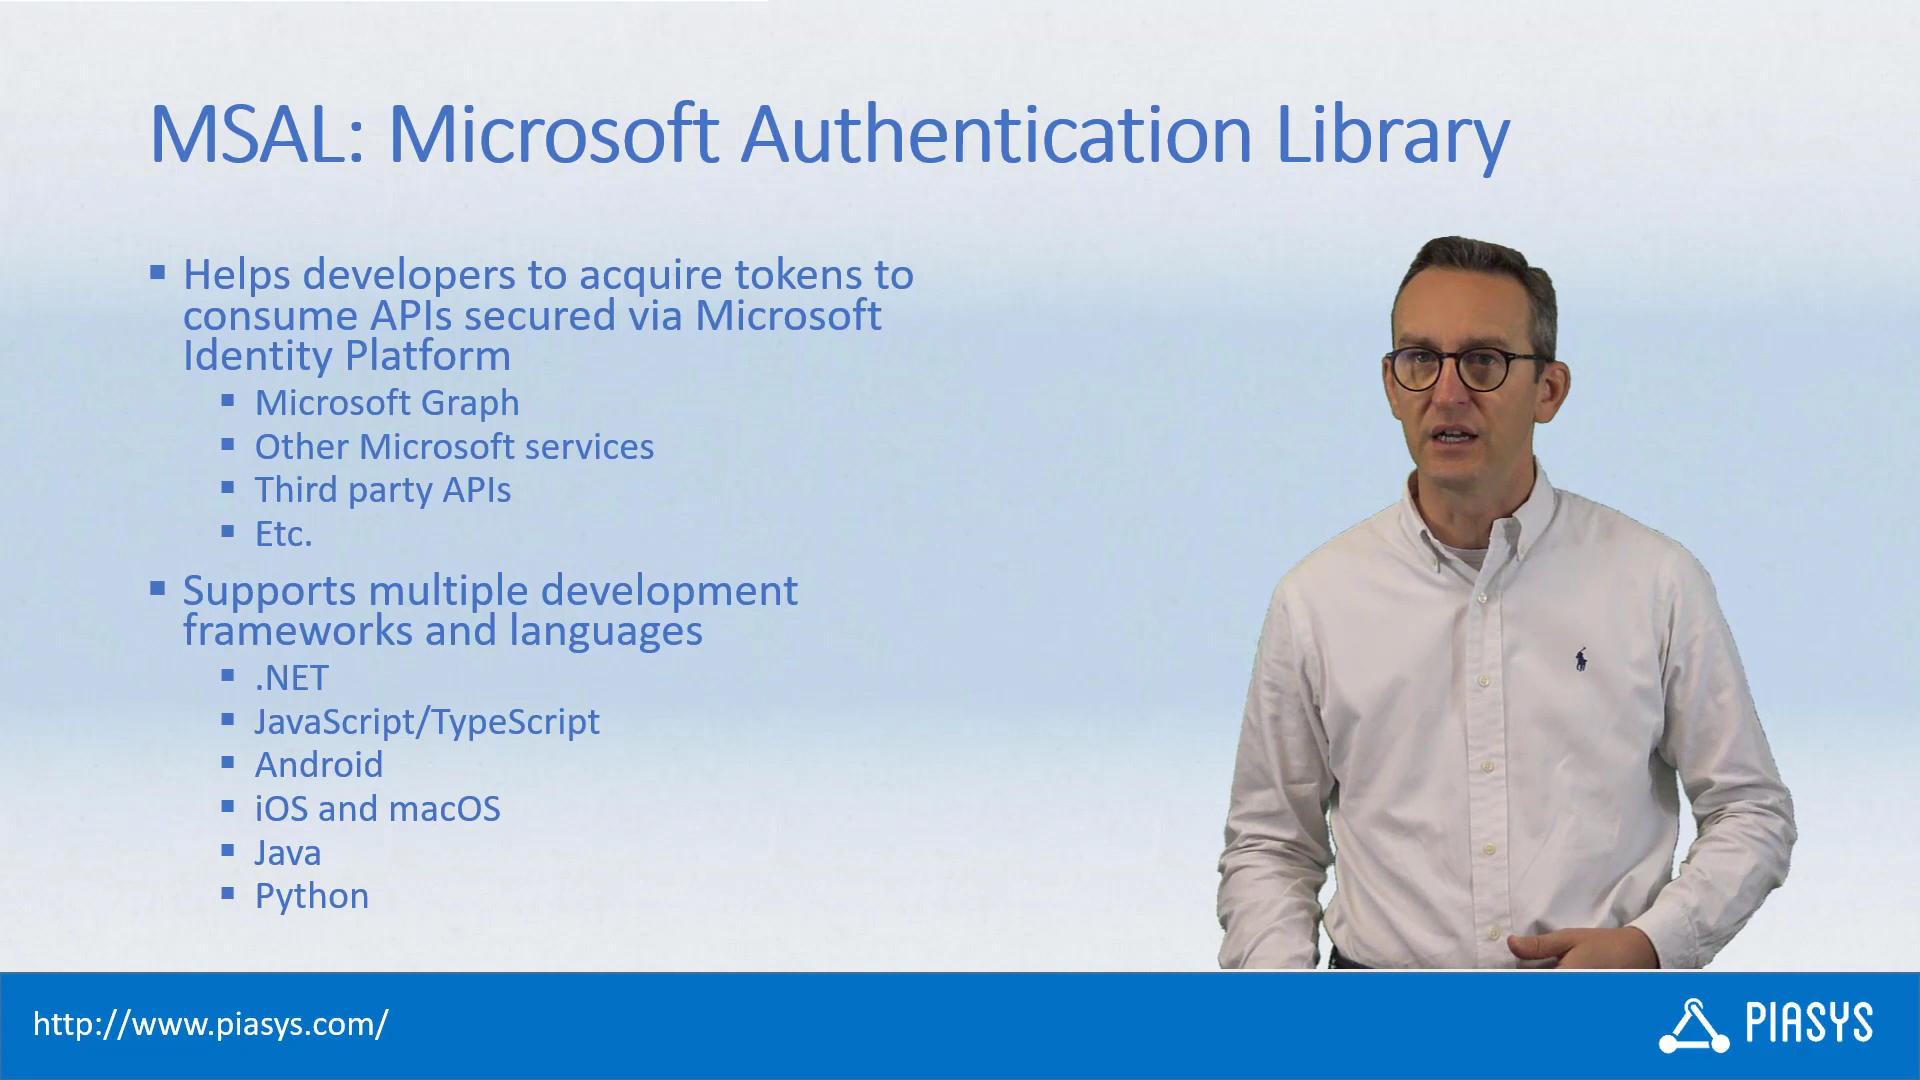 MSAL: Microsoft Authentication Library
▪ Helps developers to acquire tokens to
consume APIs secured via Microsoft
Identity Platform
▪ Microsoft Graph
▪ Other Microsoft services
▪ Third party APIs
▪ Etc.
▪ Supports multiple development
frameworks and languages
▪ .NET
▪ JavaScript/TypeScript
▪ Android
▪ iOS and macOS
▪ Java
▪ Python
http://www.piasys.com/
PIASYS